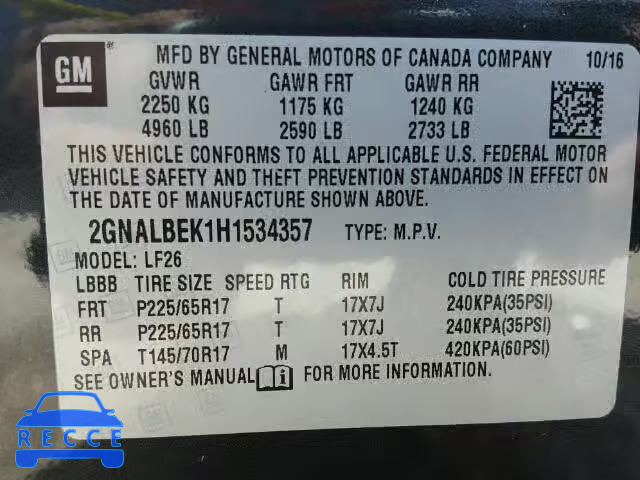 GM ®
MFD BY GENERAL MOTORS OF CANADA COMPANY 10/16
GVWR GAWR FRT GAWR RR
2250 KG 1175 KG 1240 KG
4960 LB 2590 LB 2733 LB
THIS VEHICLE CONFORMS TO ALL APPLICABLE U.S. FEDERAL MOTOR
VEHICLE SAFETY AND THEFT PREVENTION STANDARDS IN EFFECT ON
THE DATE OF MANUFACTURE SHOWN ABOVE.
2GNALBEK1H1534357 TYPE: M.P.V.
MODEL: LF26
LBBB TIRE SIZE SPEED RTG RIM COLD TIRE PRESSURE
FRT P225/65R17 T 17X7J 240KPA(35PSI)
RR P225/65R17 T 17X7J 240KPA(35PSI)
SPA T145/70R17 M 17X4.5T 420KPA(60PSI)
SEE OWNER'S MANUAL FOR MORE INFORMATION.
RECCE